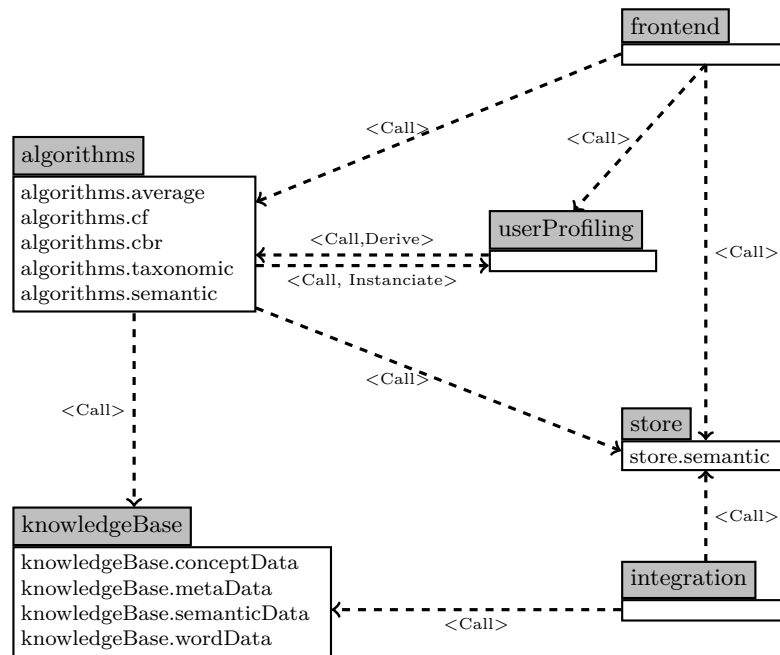 frontend
<Call>
<Call>
algorithms
algorithms.average
algorithms.cf
algorithms.cbr
algorithms.taxonomic
algorithms.semantic
userProfiling
<Call,Derive>
<Call, Instanciate>
<Call>
<Call>
<Call>
store
store.semantic
<Call>
knowledgeBase
knowledgeBase.conceptData
knowledgeBase.metaData
knowledgeBase.semanticData
knowledgeBase.wordData
integration
<Call>